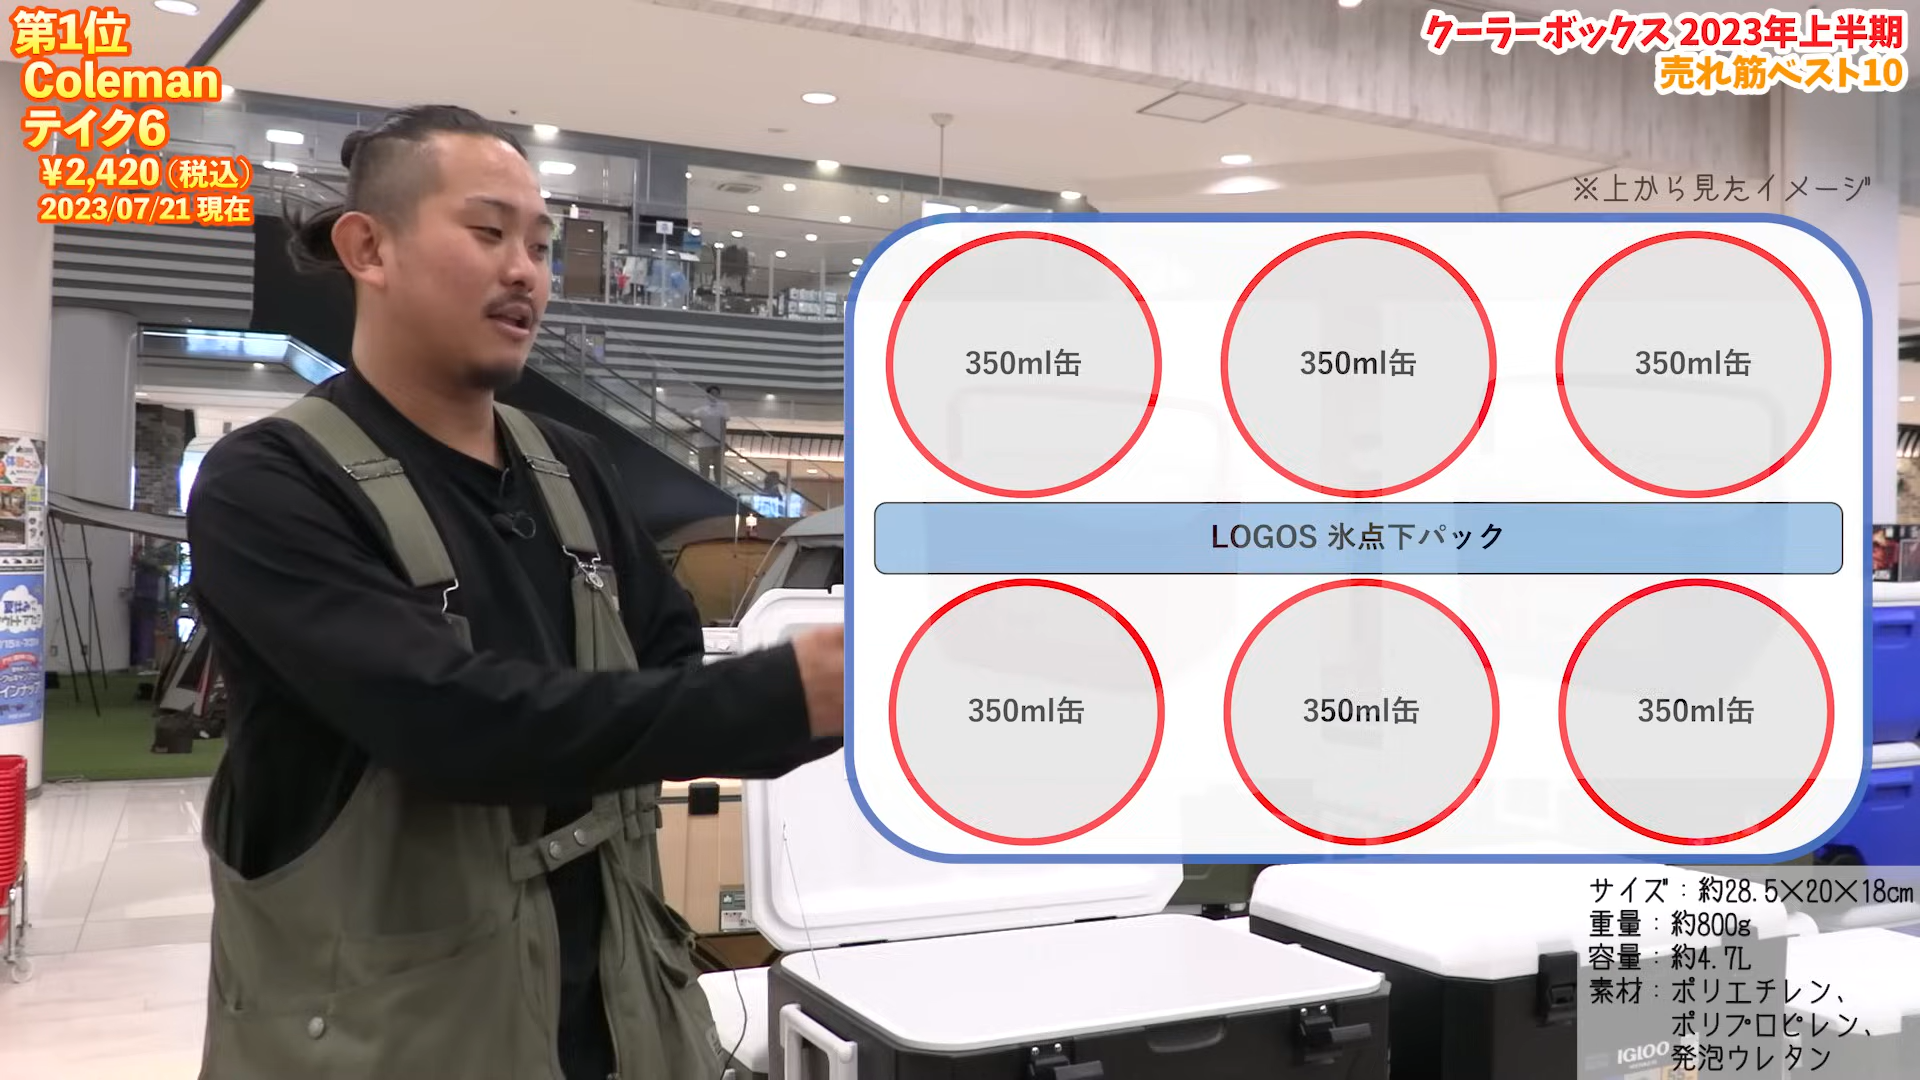 第1位
Coleman
テイク6
¥2,420(税込)
2023/07/21 現在
クーラーボックス 2023年上半期
売れ筋ベスト10
※上から見たイメージ
350ml缶
350ml缶
350ml缶
LOGOS 氷点下パック
350ml缶
350ml缶
350ml缶
サイズ：約28.5×20×18cm
重量：約800g
容量：約4.7L
素材：ポリエチレン、
ポリプロピレン、
発泡ウレタン
IGLOO